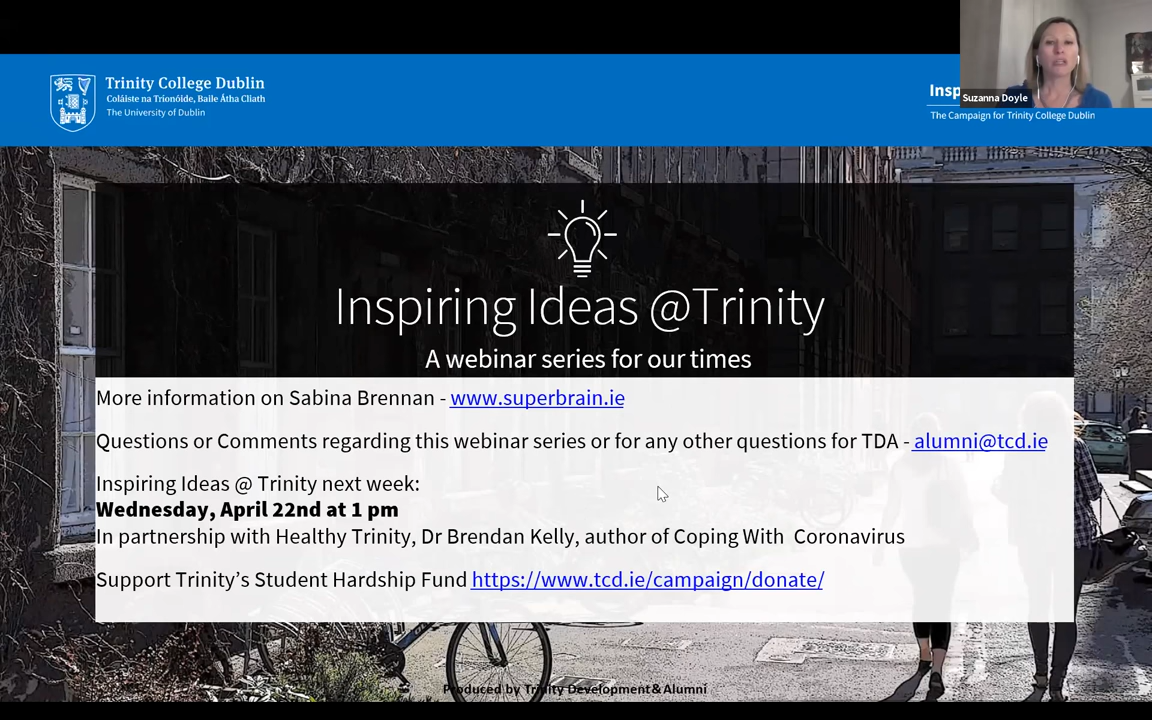 Trinity College Dublin
Coláiste na Tríonóide, Baile Átha Cliath
The University of Dublin
Insp
Suzanna Doyle
The Campaign for Trinity College Dublin
Inspiring Ideas @Trinity
A webinar series for our times
More information on Sabina Brennan - www.superbrain.ie
Questions or Comments regarding this webinar series or for any other questions for TDA - alumni@tcd.ie
Inspiring Ideas @ Trinity next week:
Wednesday, April 22nd at 1 pm
In partnership with Healthy Trinity, Dr Brendan Kelly, author of Coping With Coronavirus
Support Trinity’s Student Hardship Fund https://www.tcd.ie/campaign/donate/
Produced by Trinity Development & Alumni